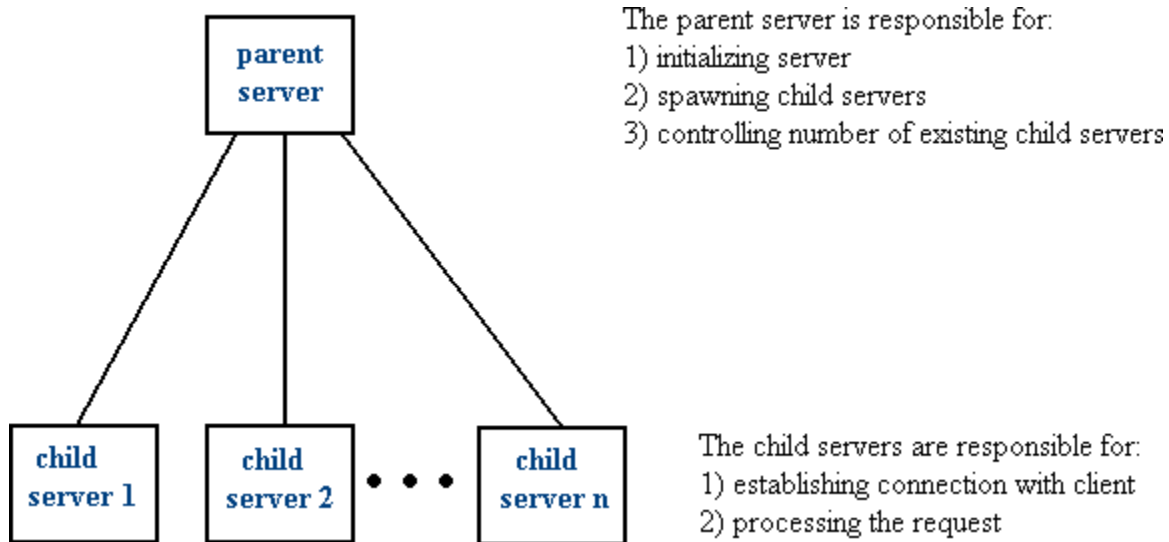 parent
server
The parent server is responsible for:
1) initializing server
2) spawning child servers
3) controlling number of existing child servers
child
server 1
child
server 2
child
server n
The child servers are responsible for:
1) establishing connection with client
2) processing the request